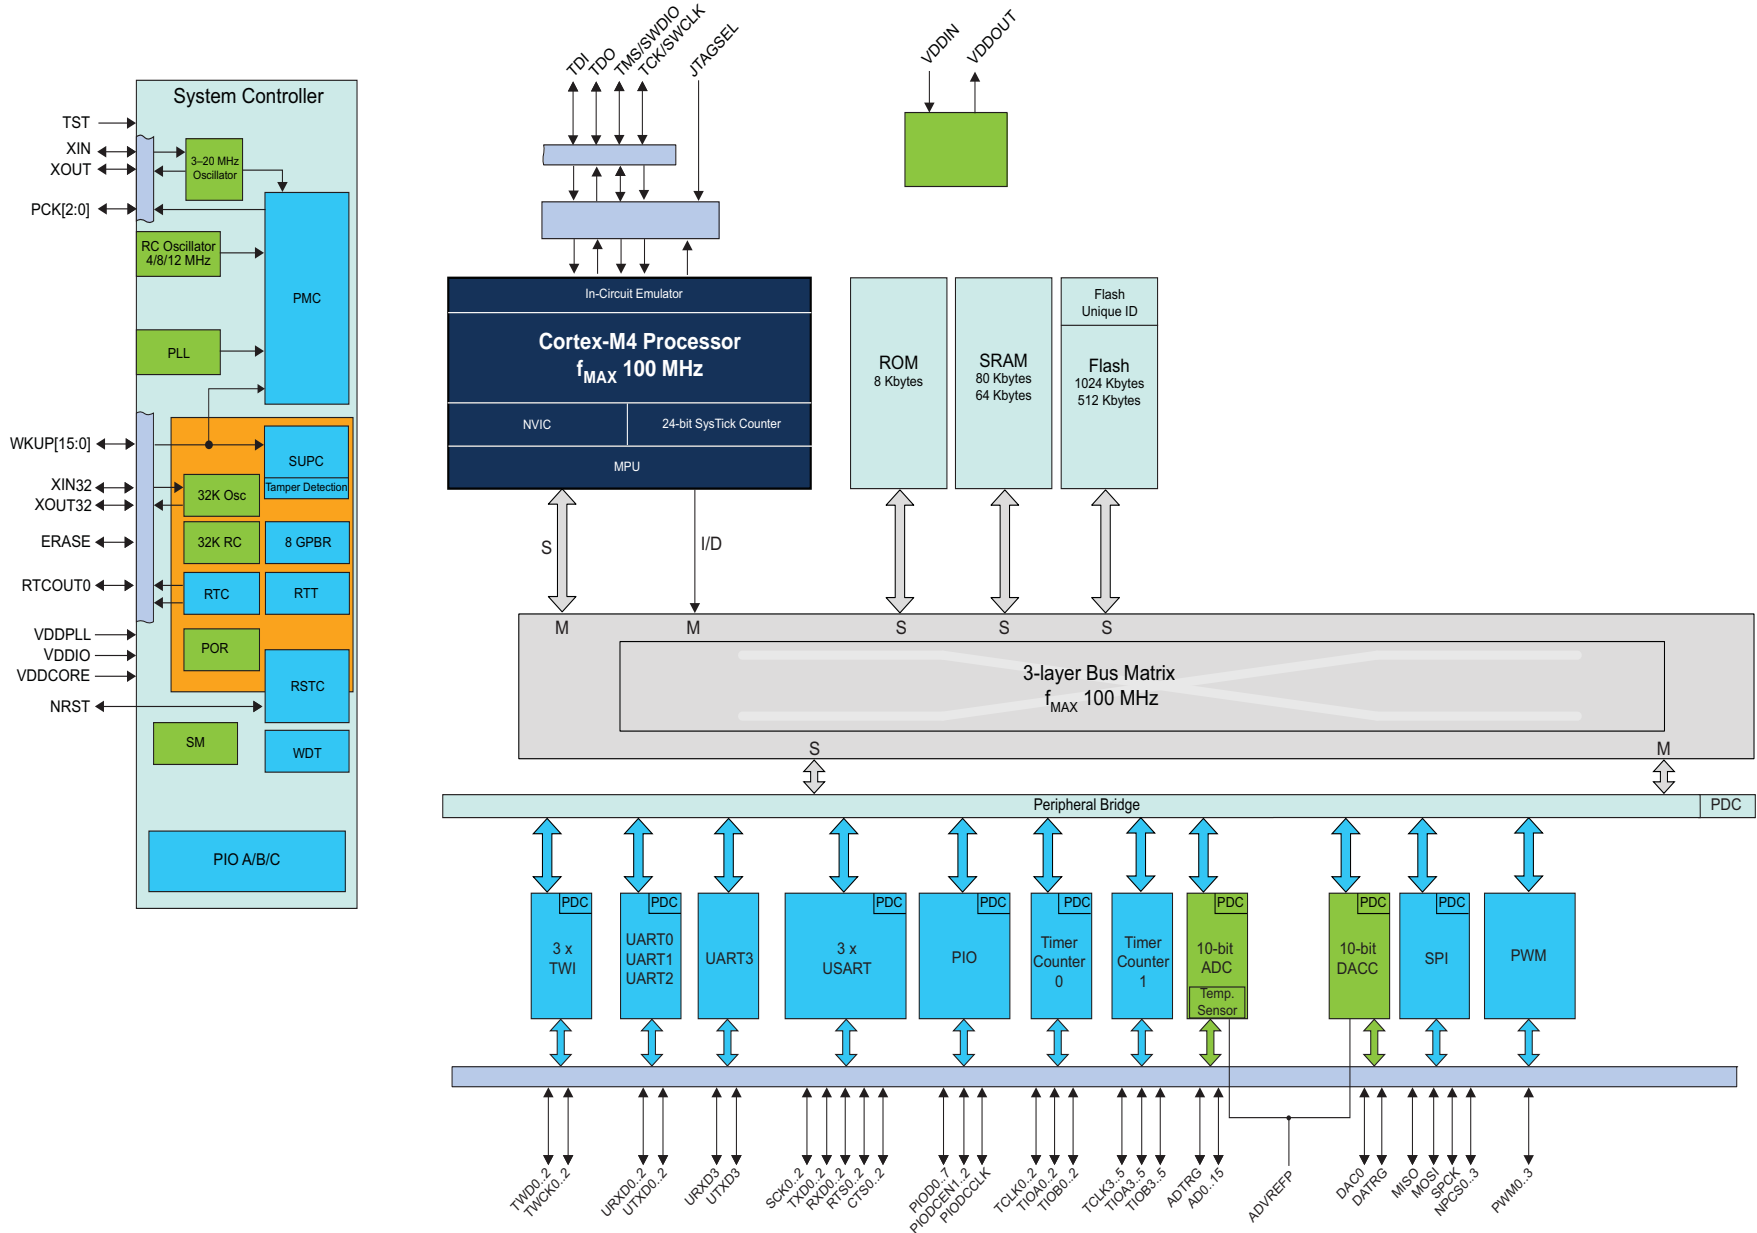 System Controller
TST
XIN
XOUT
PCK[2:0]
3–20 MHz
Oscillator
RC Oscillator
4/8/12 MHz
PMC
PLL
WKUP[15:0]
SUPC
Tamper Detection
XIN32
XOUT32
32K Osc
ERASE
32K RC
8 GPBR
RTCOUT0
RTC
RTT
VDDPLL
VDDIO
VDDCORE
POR
RSTC
NRST
SM
WDT
PIO A/B/C
TDI
TDO
TMS/SWDIO
TCK/SWCLK
JTAGSEL
VDDIN
VDDOUT
In-Circuit Emulator
Cortex-M4 Processor
fMAX 100 MHz
NVIC
24-bit SysTick Counter
MPU
ROM
8 Kbytes
SRAM
80 Kbytes
64 Kbytes
Flash
Unique ID
Flash
1024 Kbytes
512 Kbytes
S
I/D
M
M
S
S
S
3-layer Bus Matrix
fMAX 100 MHz
S
M
Peripheral Bridge
PDC
PDC
3 x
TWI
PDC
UART0
UART1
UART2
UART3
PDC
3 x
USART
PDC
PIO
PDC
Timer
Counter
0
Timer
Counter
1
PDC
10-bit
ADC
Temp.
Sensor
PDC
10-bit
DACC
PDC
SPI
PWM
TWD0..2
TWCK0..2
URXD0..2
UTXD0..2
URXD3
UTXD3
SCK0..2
TXD0..2
RXD0..2
RTS0..2
CTS0..2
PIOD0..7
PIODCEN1..2
PIODCCLK
TCLK0..2
TIOA0..2
TIOB0..2
TCLK3..5
TIOA3..5
TIOB3..5
ADTRG
AD0..15
ADVREFP
DAC0
DATRG
MISO
MOSI
SPCK
NPCS0..3
PWM0..3